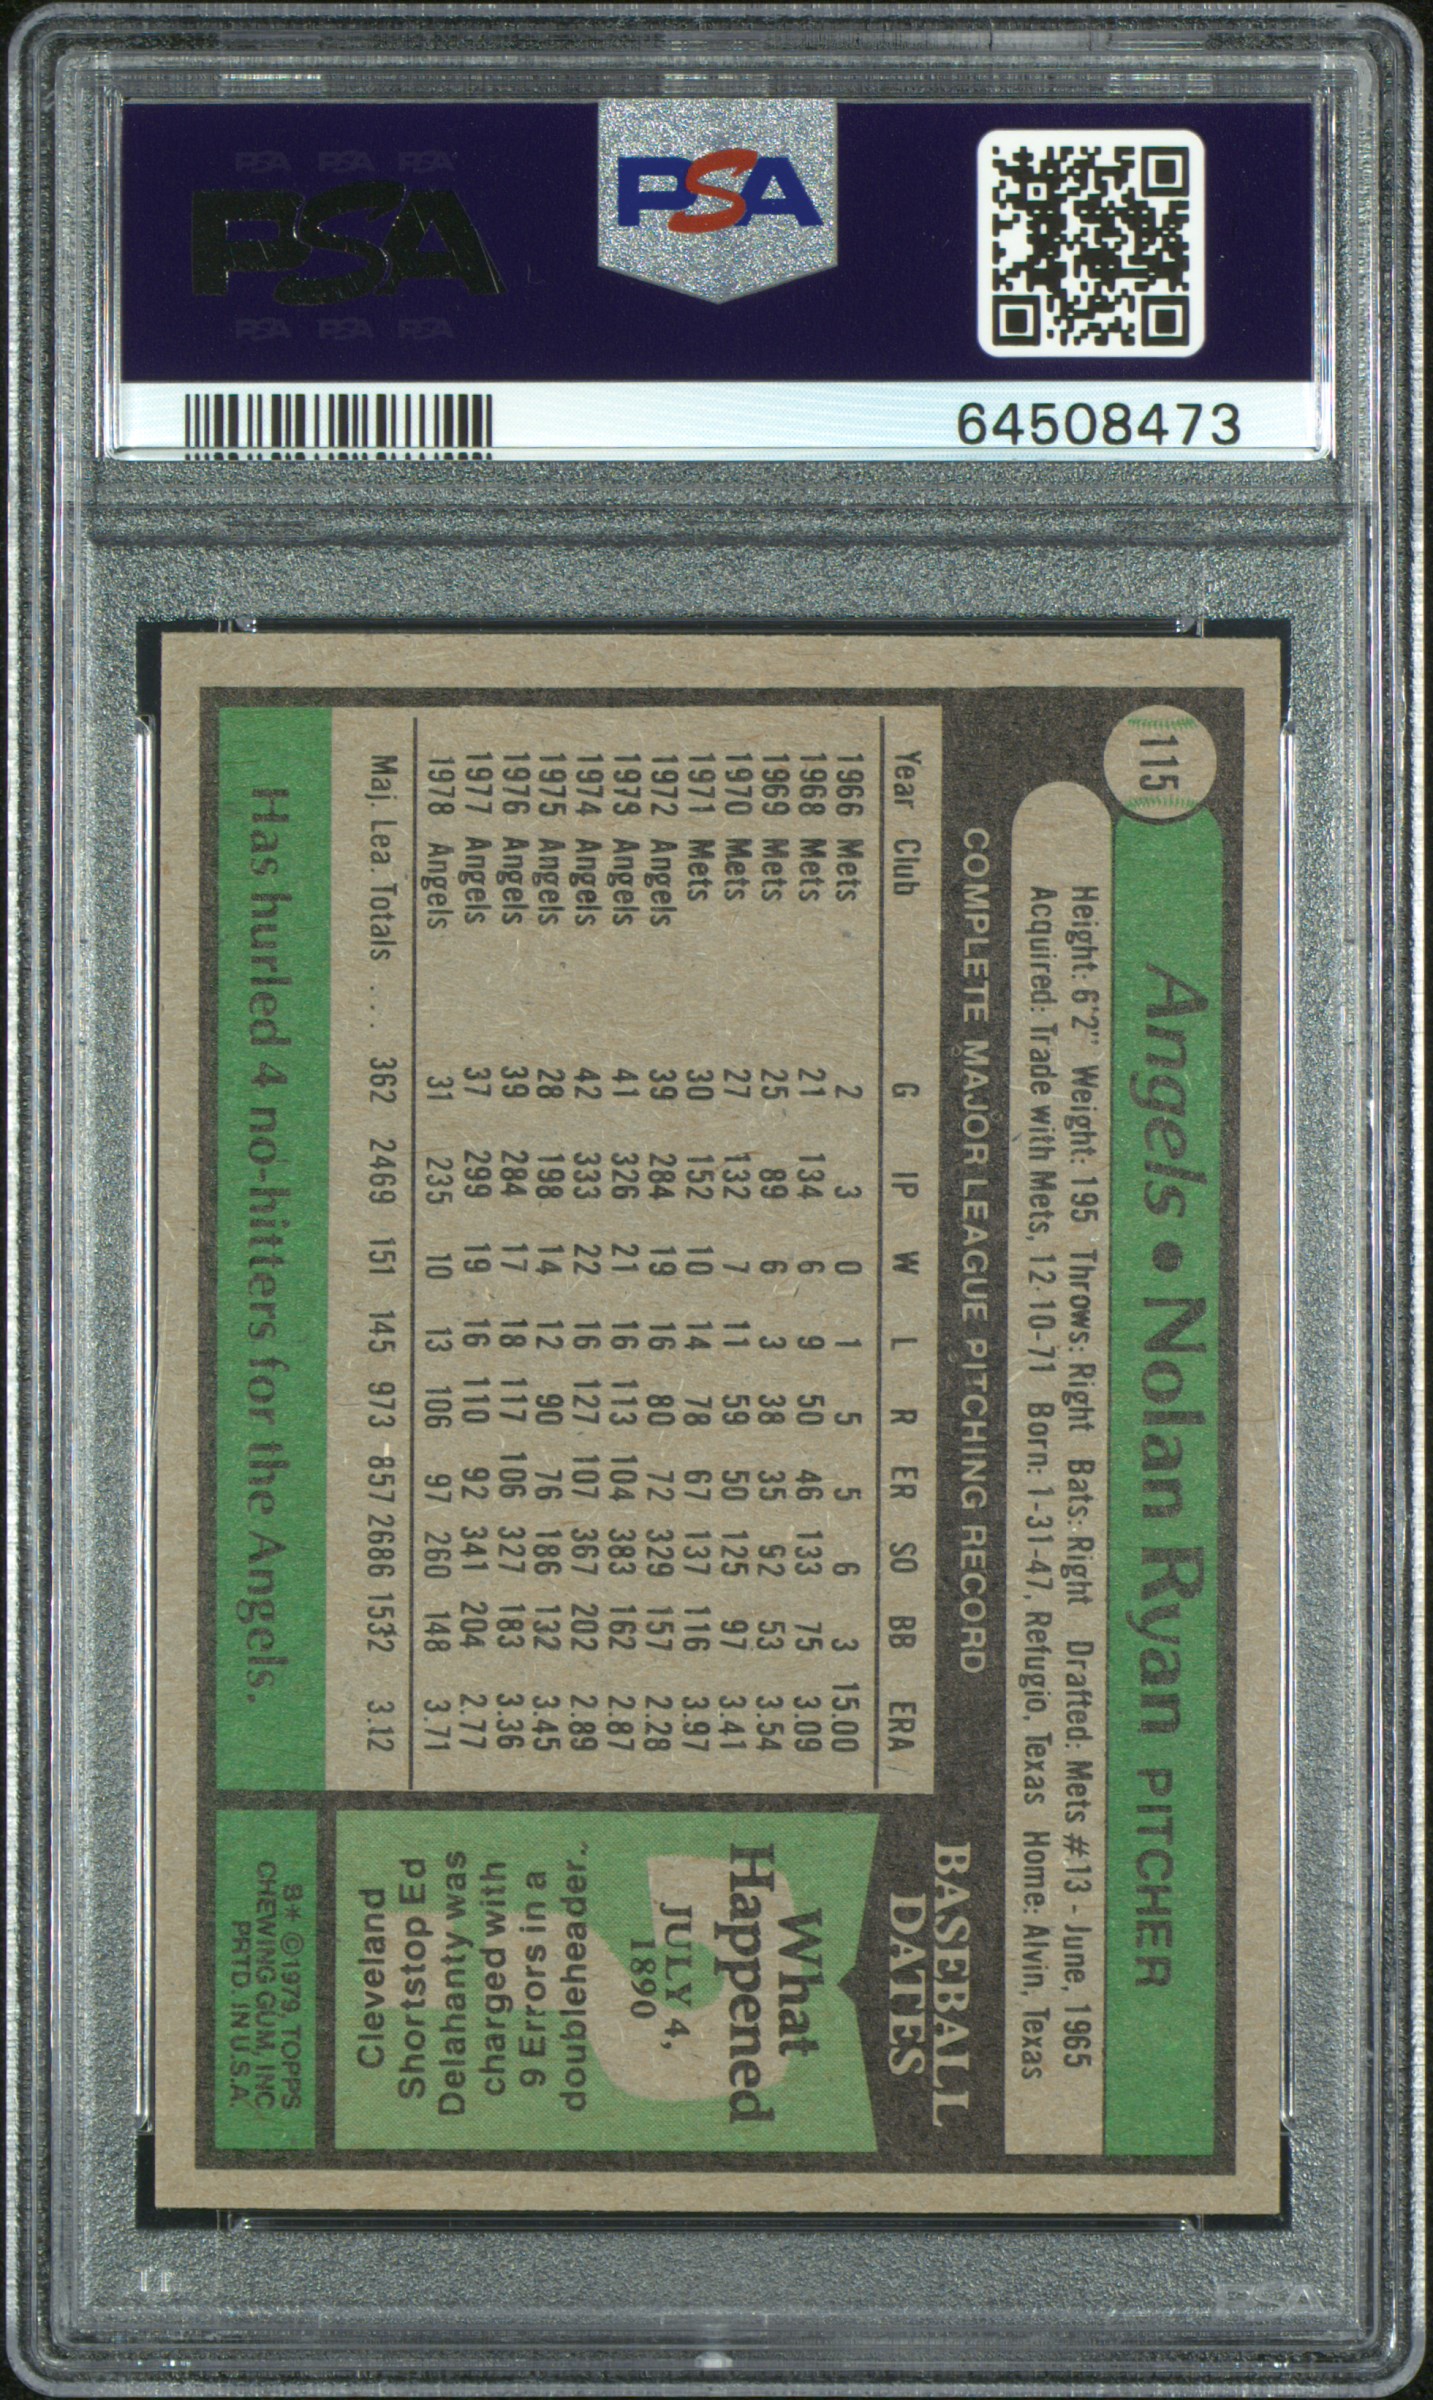 PSA PSA PSA
PSA
PSA PSA PSA
PSA
64508473
115
Angels • Nolan Ryan PITCHER
Height: 6'2" Weight: 195 Throws: Right Bats: Right Drafted: Mets #13 - June, 1965
Acquired: Trade with Mets, 12-10-71 Born: 1-31-47, Refugio, Texas Home: Alvin, Texas
COMPLETE MAJOR LEAGUE PITCHING RECORD
Year Club G IP W L R ER SO BB ERA
1966 Mets 2 3 0 1 5 5 6 3 15.00
1968 Mets 21 134 6 9 50 46 133 75 3.09
1969 Mets 25 89 6 3 38 35 92 53 3.54
1970 Mets 27 132 7 11 59 50 125 97 3.41
1971 Mets 30 152 10 14 78 67 137 116 3.97
1972 Angels 39 284 19 16 80 72 329 157 2.28
1973 Angels 41 326 21 16 113 104 383 162 2.87
1974 Angels 42 333 22 16 127 107 367 202 2.89
1975 Angels 28 198 14 12 90 76 186 132 3.45
1976 Angels 39 284 17 18 117 106 327 183 3.36
1977 Angels 37 299 19 16 110 92 341 204 2.77
1978 Angels 31 235 10 13 106 97 260 148 3.71
Maj. Lea. Totals . . . 362 2469 151 145 973 857 2686 1532 3.12
Has hurled 4 no-hitters for the Angels.
BASEBALL
DATES
What
Happened
JULY 4,
1890
Cleveland
Shortstop Ed
Delahanty was
charged with
9 Errors in a
doubleheader.
B* ©1979, TOPPS
CHEWING GUM, INC
PRTD. IN U.S.A.
PSA